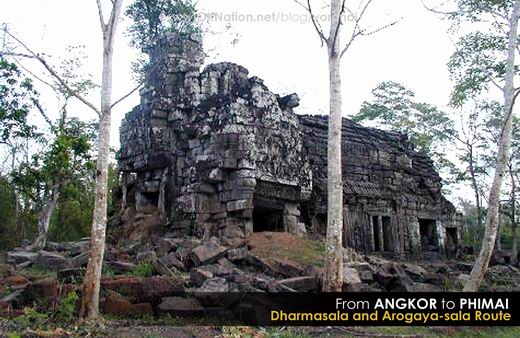 From ANGKOR to PHIMAI
Dharmasala and Arogaya-sala Route